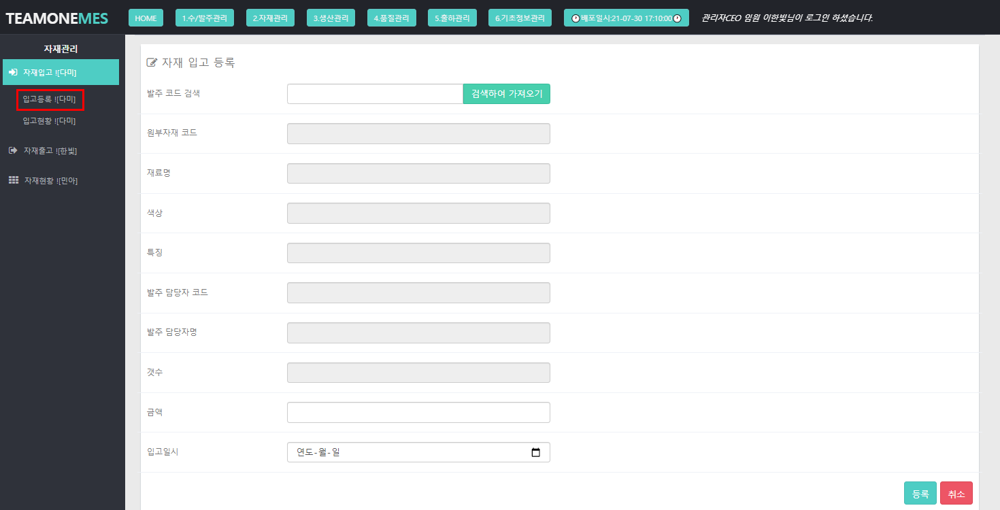 TEAMONEMES HOME 1.수/발주관리 2.자재관리 3.생산관리 4.품질관리 5.출하관리 6.기초정보관리 배포일시:21-07-30 17:10:00 관리자CEO 임원 이한빛님이 로그인 하셨습니다.
자재관리
자재입고 ![다미]
입고등록 ![다미]
입고현황 ![다미]
자재출고 ![한빛]
자재현황 ![민아]
자재 입고 등록
발주 코드 검색 검색하여 가져오기
원부자재 코드
재료명
색상
특징
발주 담당자 코드
발주 담당자명
갯수
금액
입고일시 연도-월-일
등록 취소